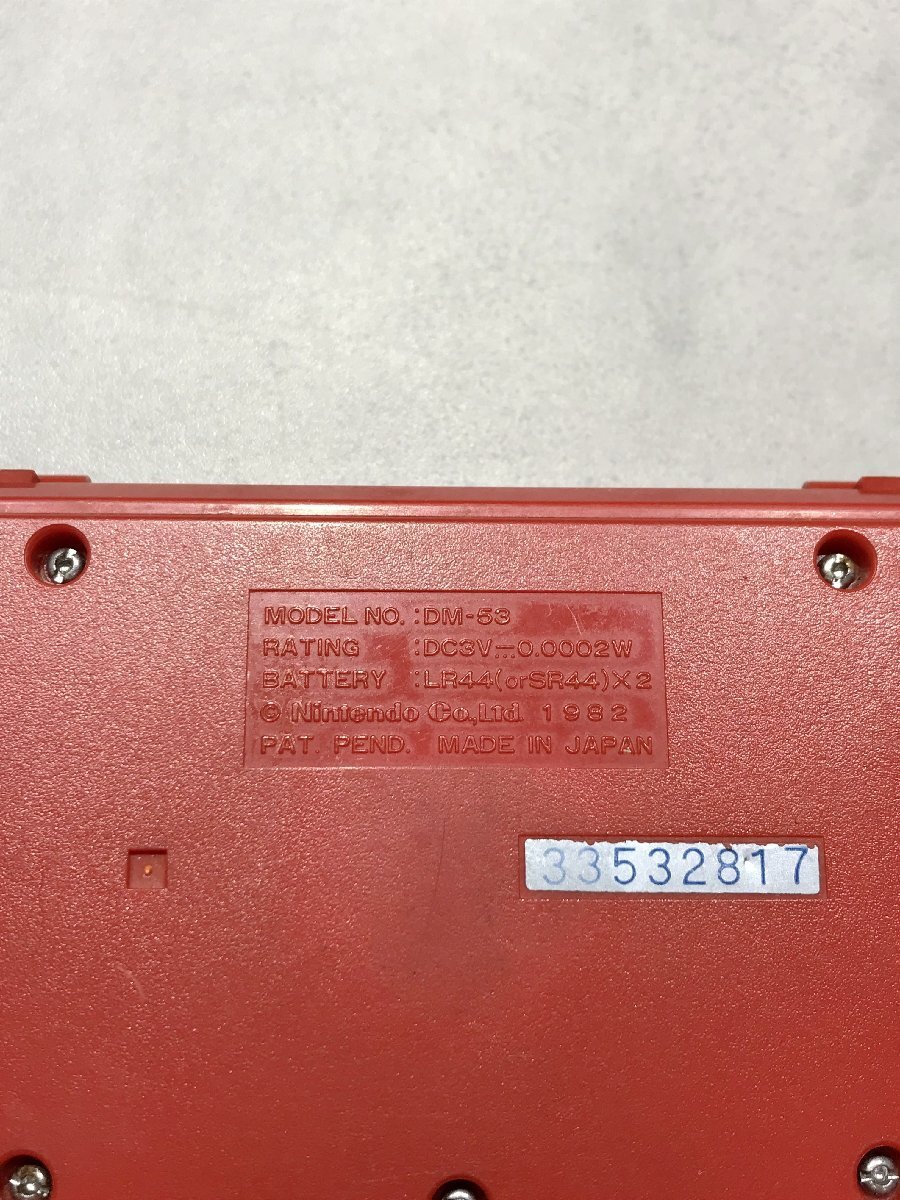 MODEL NO. :DM-53
RATING :DC3V⎓0.0002W
BATTERY :LR44(orSR44)×2
© Nintendo Co.,Ltd. 1982
PAT. PEND. MADE IN JAPAN
33532817